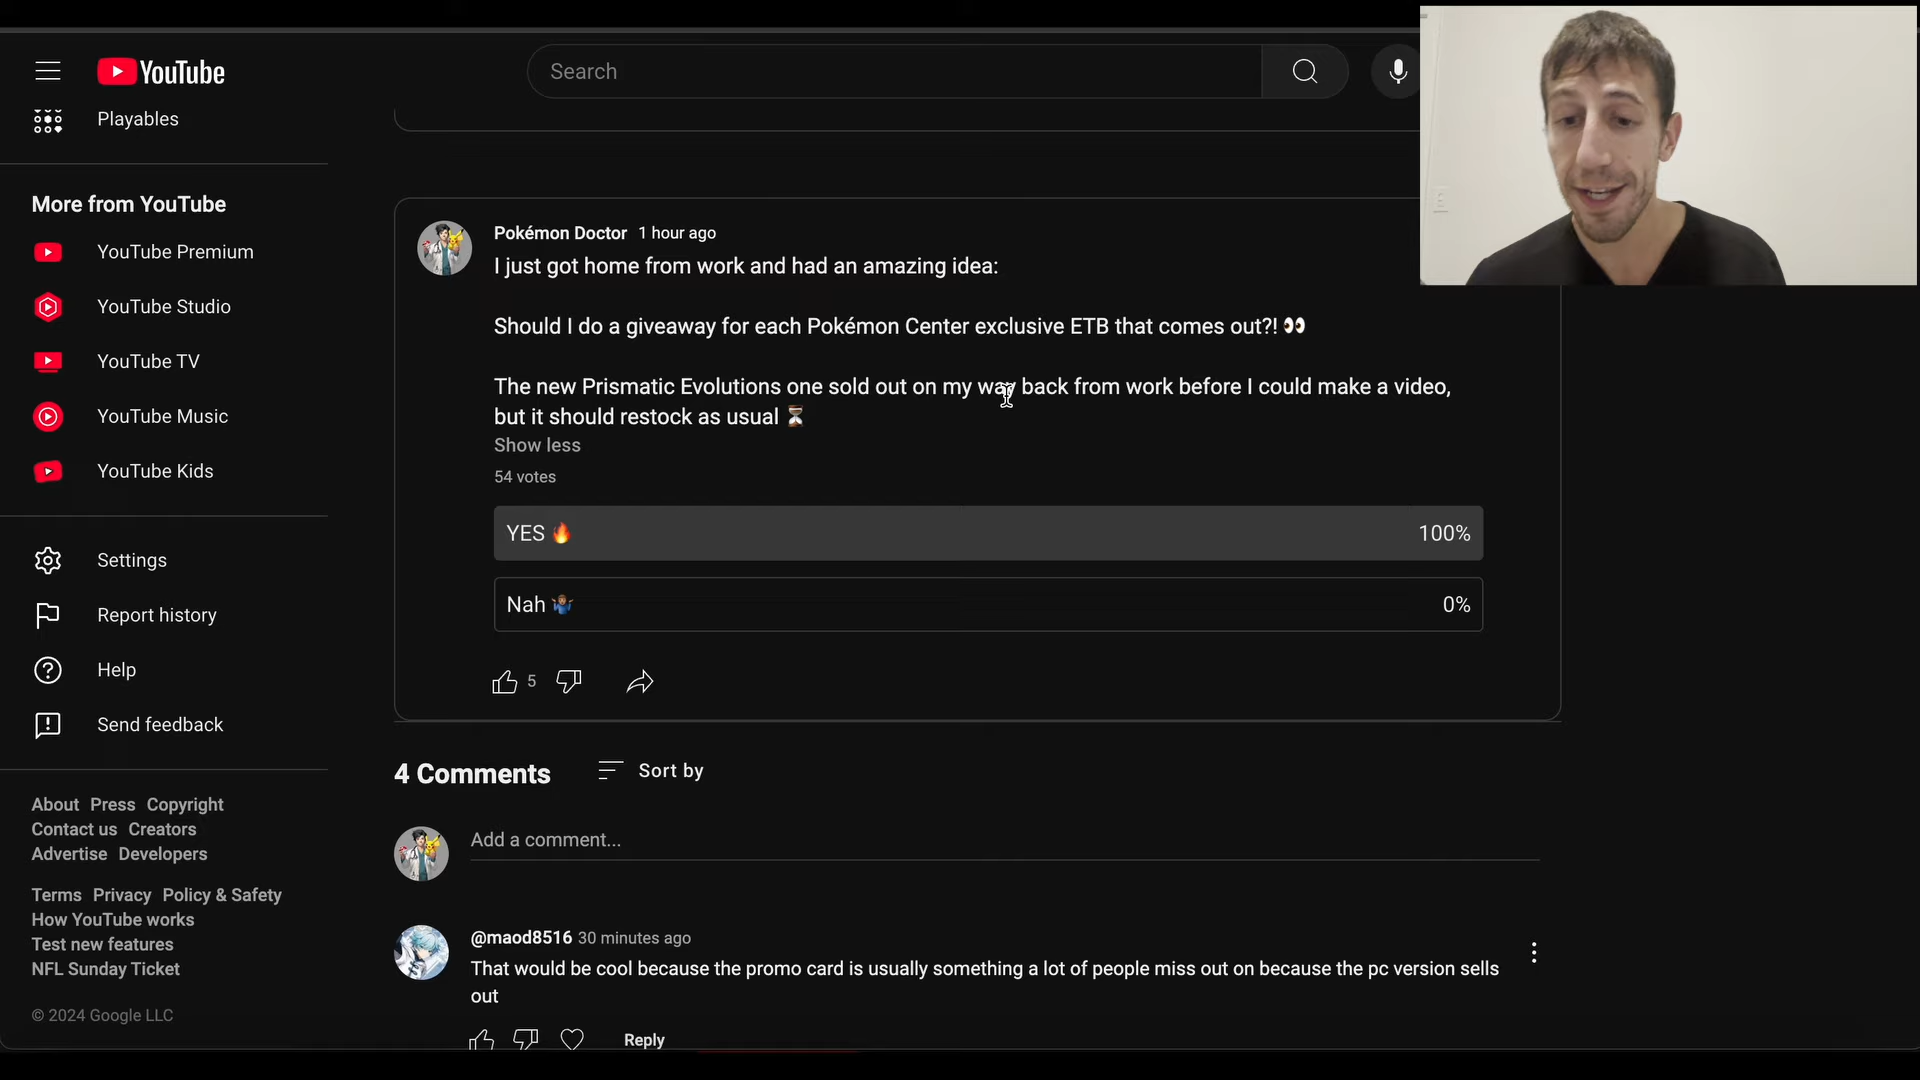 YouTube
Search
Playables
More from YouTube
YouTube Premium
YouTube Studio
YouTube TV
YouTube Music
YouTube Kids
Settings
Report history
Help
Send feedback
About Press Copyright
Contact us Creators
Advertise Developers
Terms Privacy Policy & Safety
How YouTube works
Test new features
NFL Sunday Ticket
© 2024 Google LLC
Pokémon Doctor 1 hour ago
I just got home from work and had an amazing idea:
Should I do a giveaway for each Pokémon Center exclusive ETB that comes out?! 👀
The new Prismatic Evolutions one sold out on my way back from work before I could make a video,
but it should restock as usual ⏳
Show less
54 votes
YES 🔥 100%
Nah 🤷🏾‍♂️ 0%
5
4 Comments Sort by
Add a comment...
@maod8516 30 minutes ago
That would be cool because the promo card is usually something a lot of people miss out on because the pc version sells
out
Reply